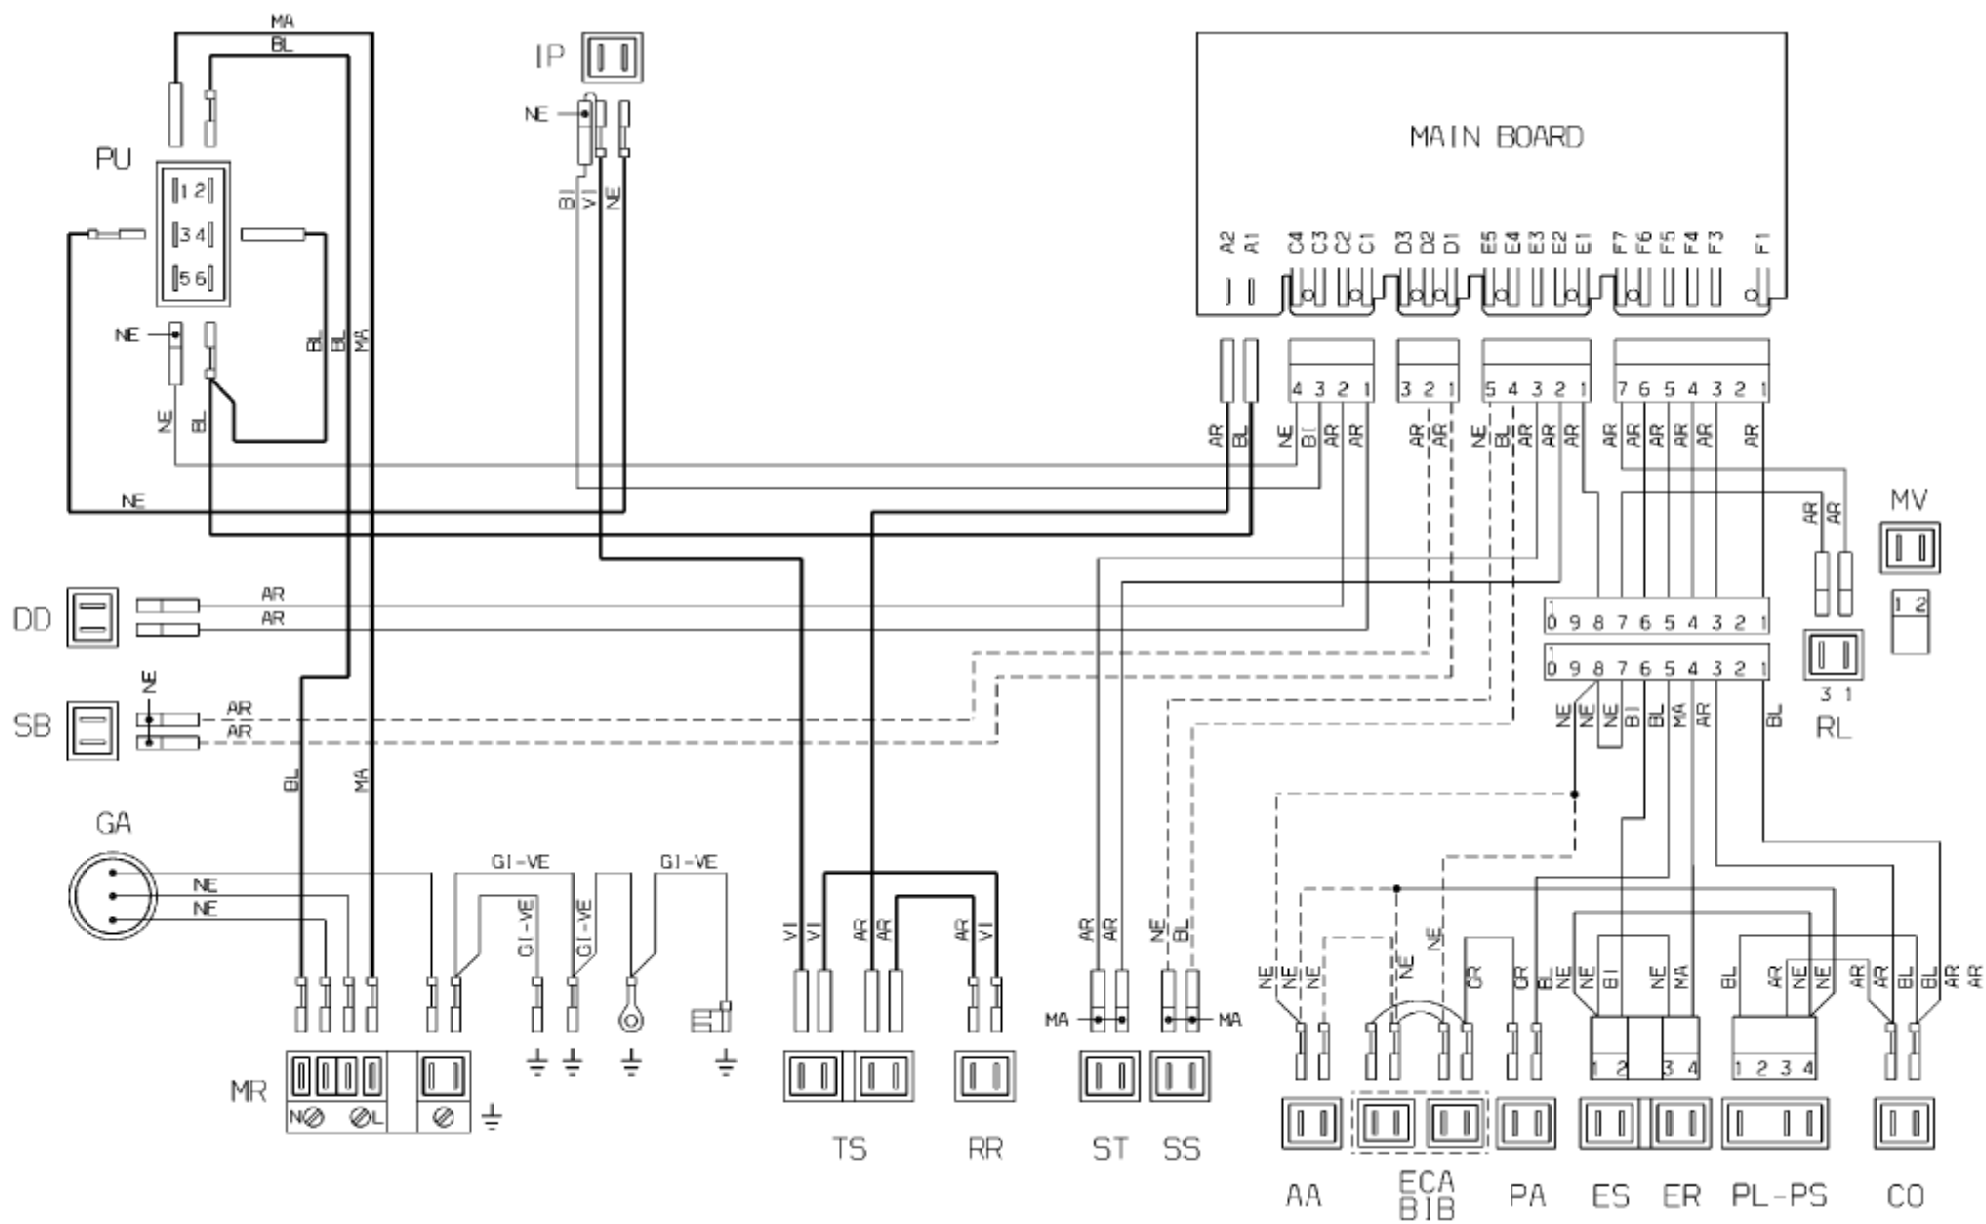 MA
BL
IP
MAIN BOARD
NE
PU
1 2
3 4
5 6
BI
VI
NE
A2
A1
C4
C3
C2
C1
D3
D2
D1
E5
E4
E3
E2
E1
F7
F6
F5
F4
F3
F1
NE
BL
BL
MA
4 3 2 1
3 2 1
5 4 3 2 1
7 6 5 4 3 2 1
NE
BL
AR
BL
NE
BI
AR
AR
AR
AR
NE
BL
AR
AR
AR
AR
AR
AR
AR
AR
AR
NE
MV
AR
AR
1 2
DD
AR
AR
1
0 9 8 7 6 5 4 3 2 1
1
0 9 8 7 6 5 4 3 2 1
3 1
RL
NE
SB
AR
AR
NE
NE
NE
BI
BL
MA
AR
BL
BL
MA
GA
GI-VE
GI-VE
NE
NE
GI-VE
GI-VE
VI
VI
AR
AR
AR
VI
AR
AR
NE
BL
NE
NE
NE
NE
NE
GR
GR
BL
NE
NE
BI
NE
MA
BL
AR
NE
NE
AR
AR
BL
BL
AR
AR
MA
MA
1 2 3 4
1 2 3 4
MR
N
L
TS
RR
ST
SS
AA
ECA
BIB
PA
ES
ER
PL-PS
CO